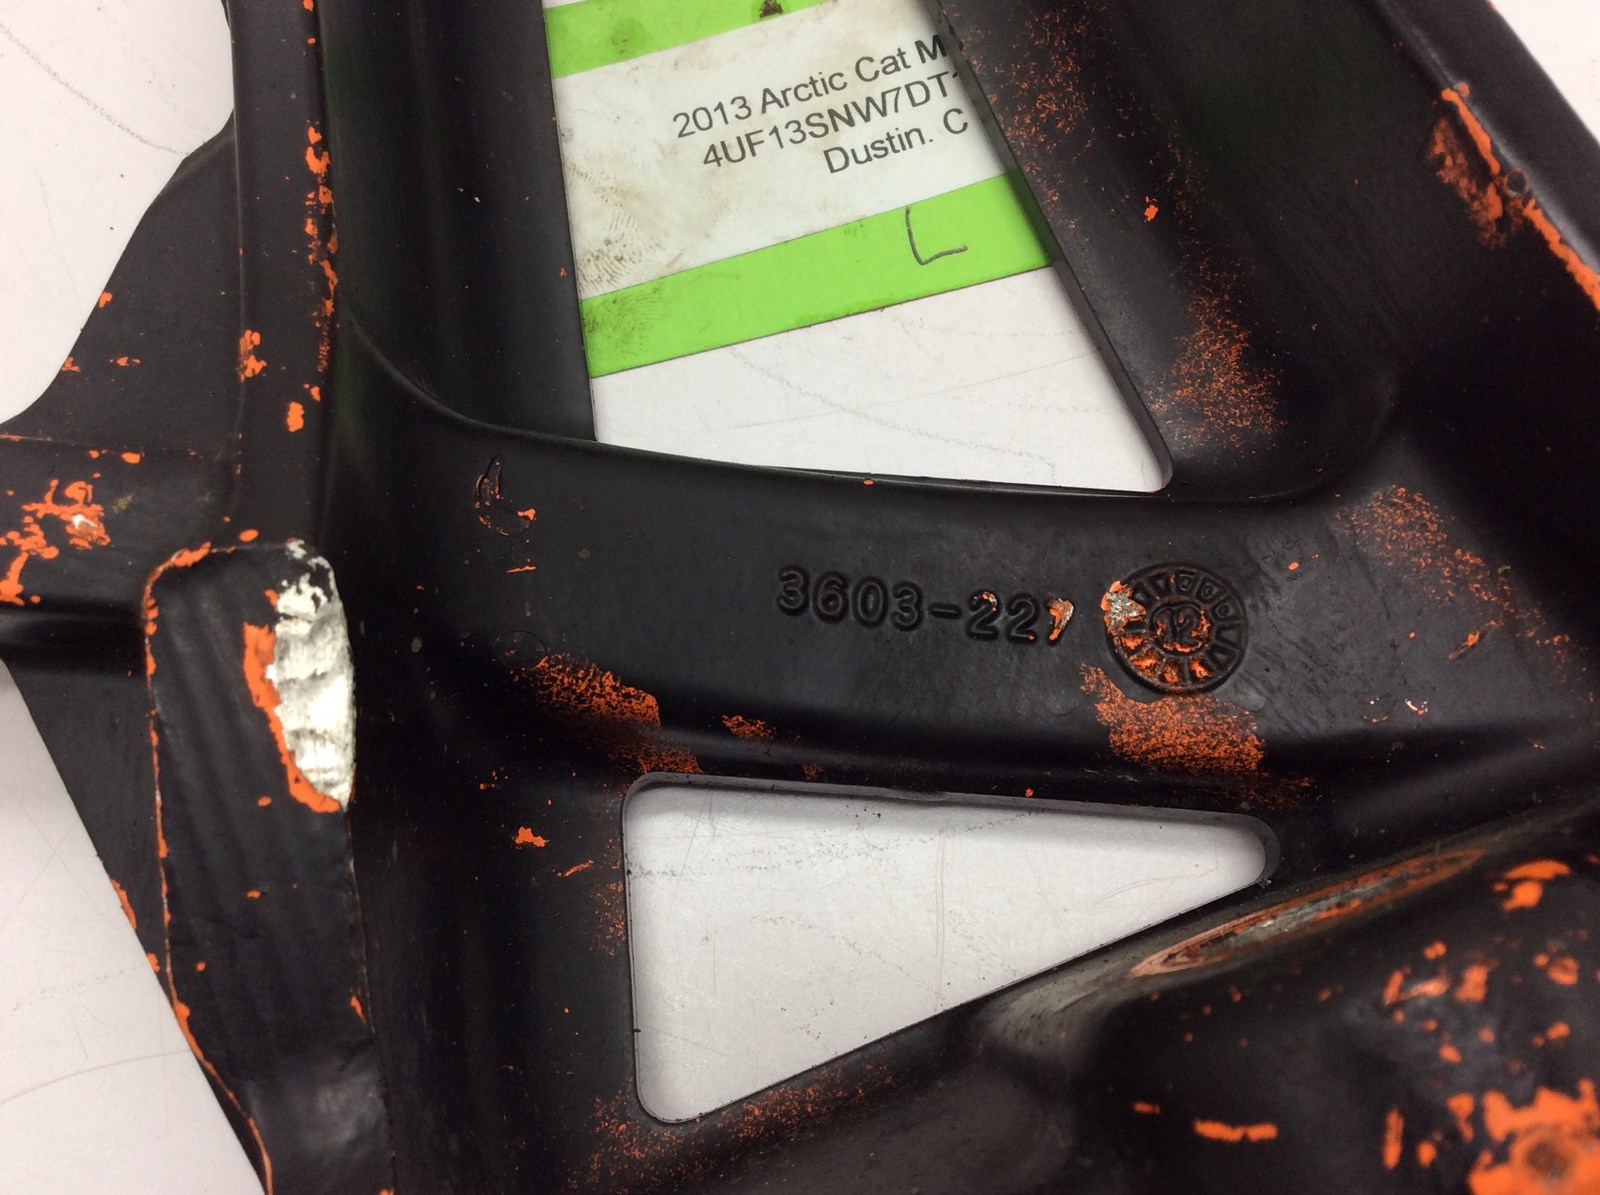 2013 Arctic Cat M
4UF13SNW7DT
Dustin. C
L
3603-227
12